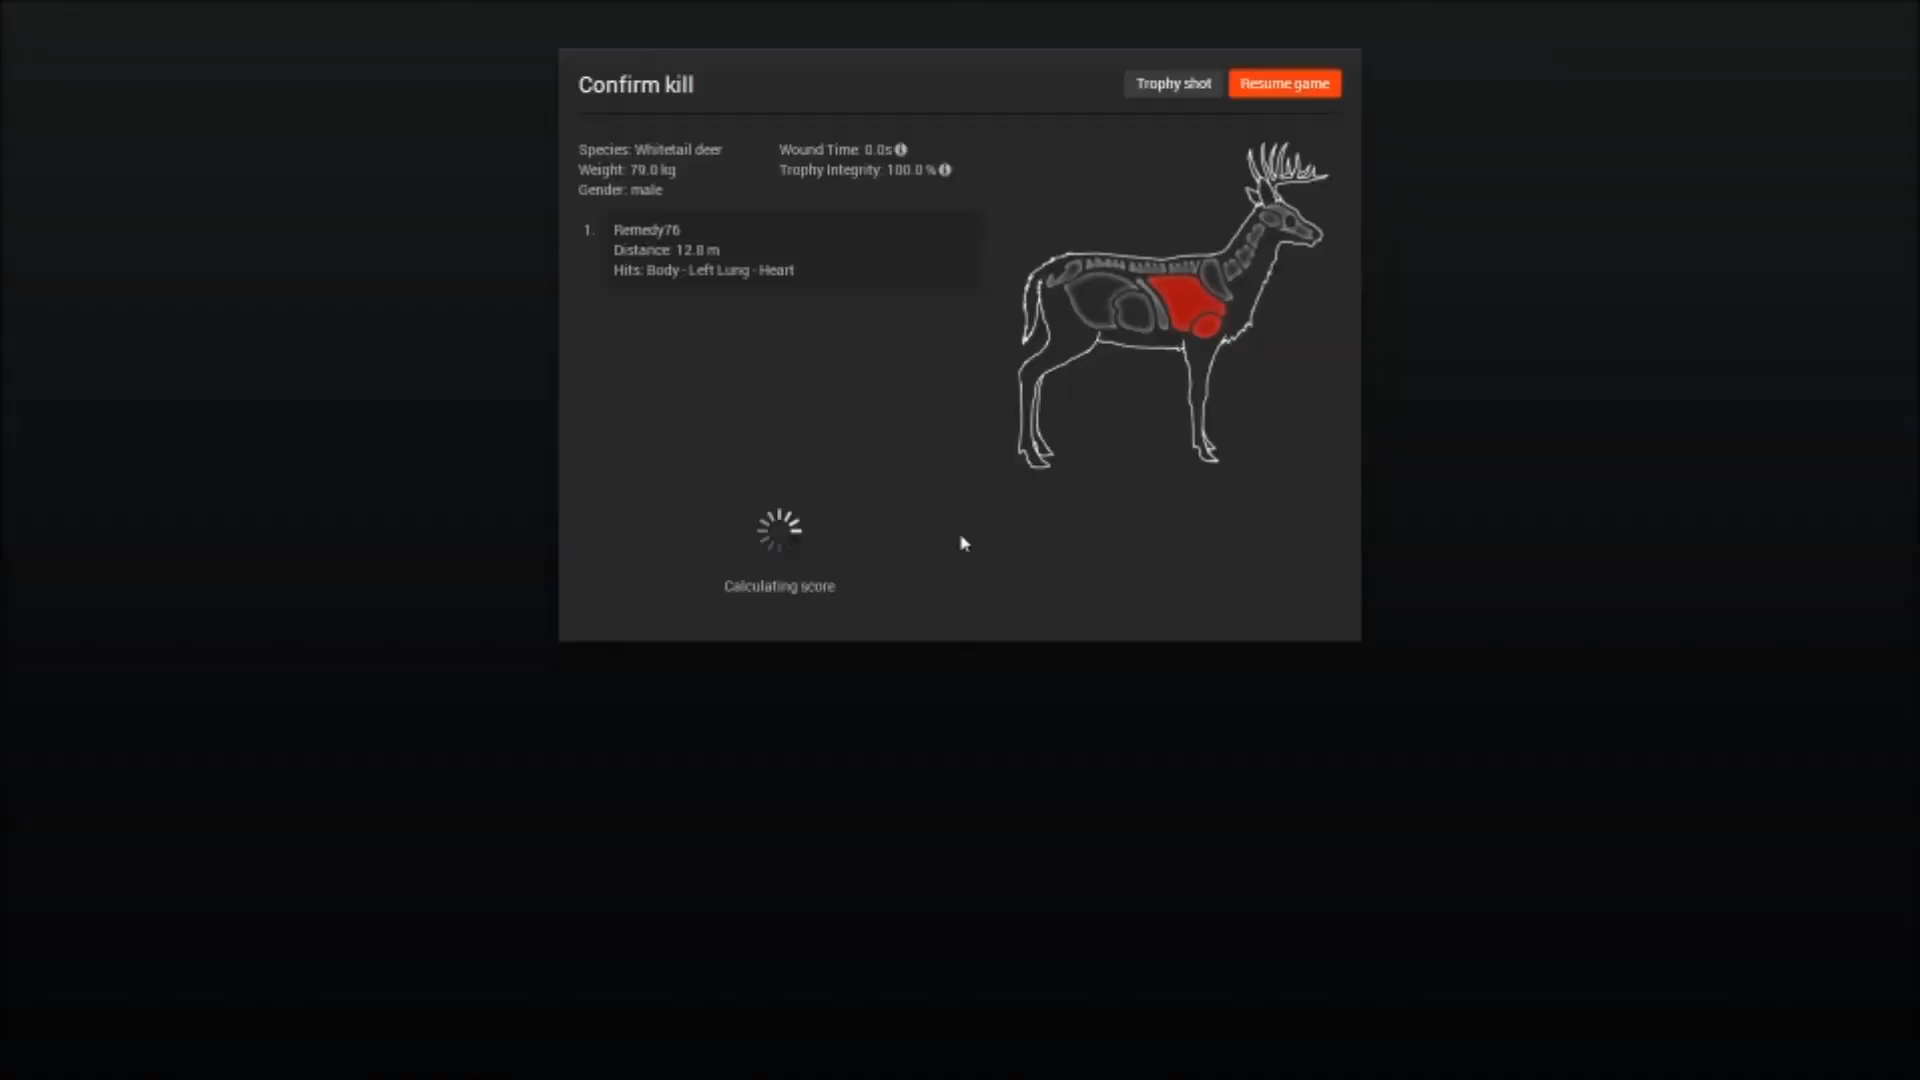 Confirm kill
Trophy shot
Resume game
Species: Whitetail deer
Weight: 79.0 kg
Gender: male
Wound Time: 0.0s
Trophy Integrity: 100.0 %
1. Remedy76
Distance: 12.8 m
Hits: Body - Left Lung - Heart
Calculating score